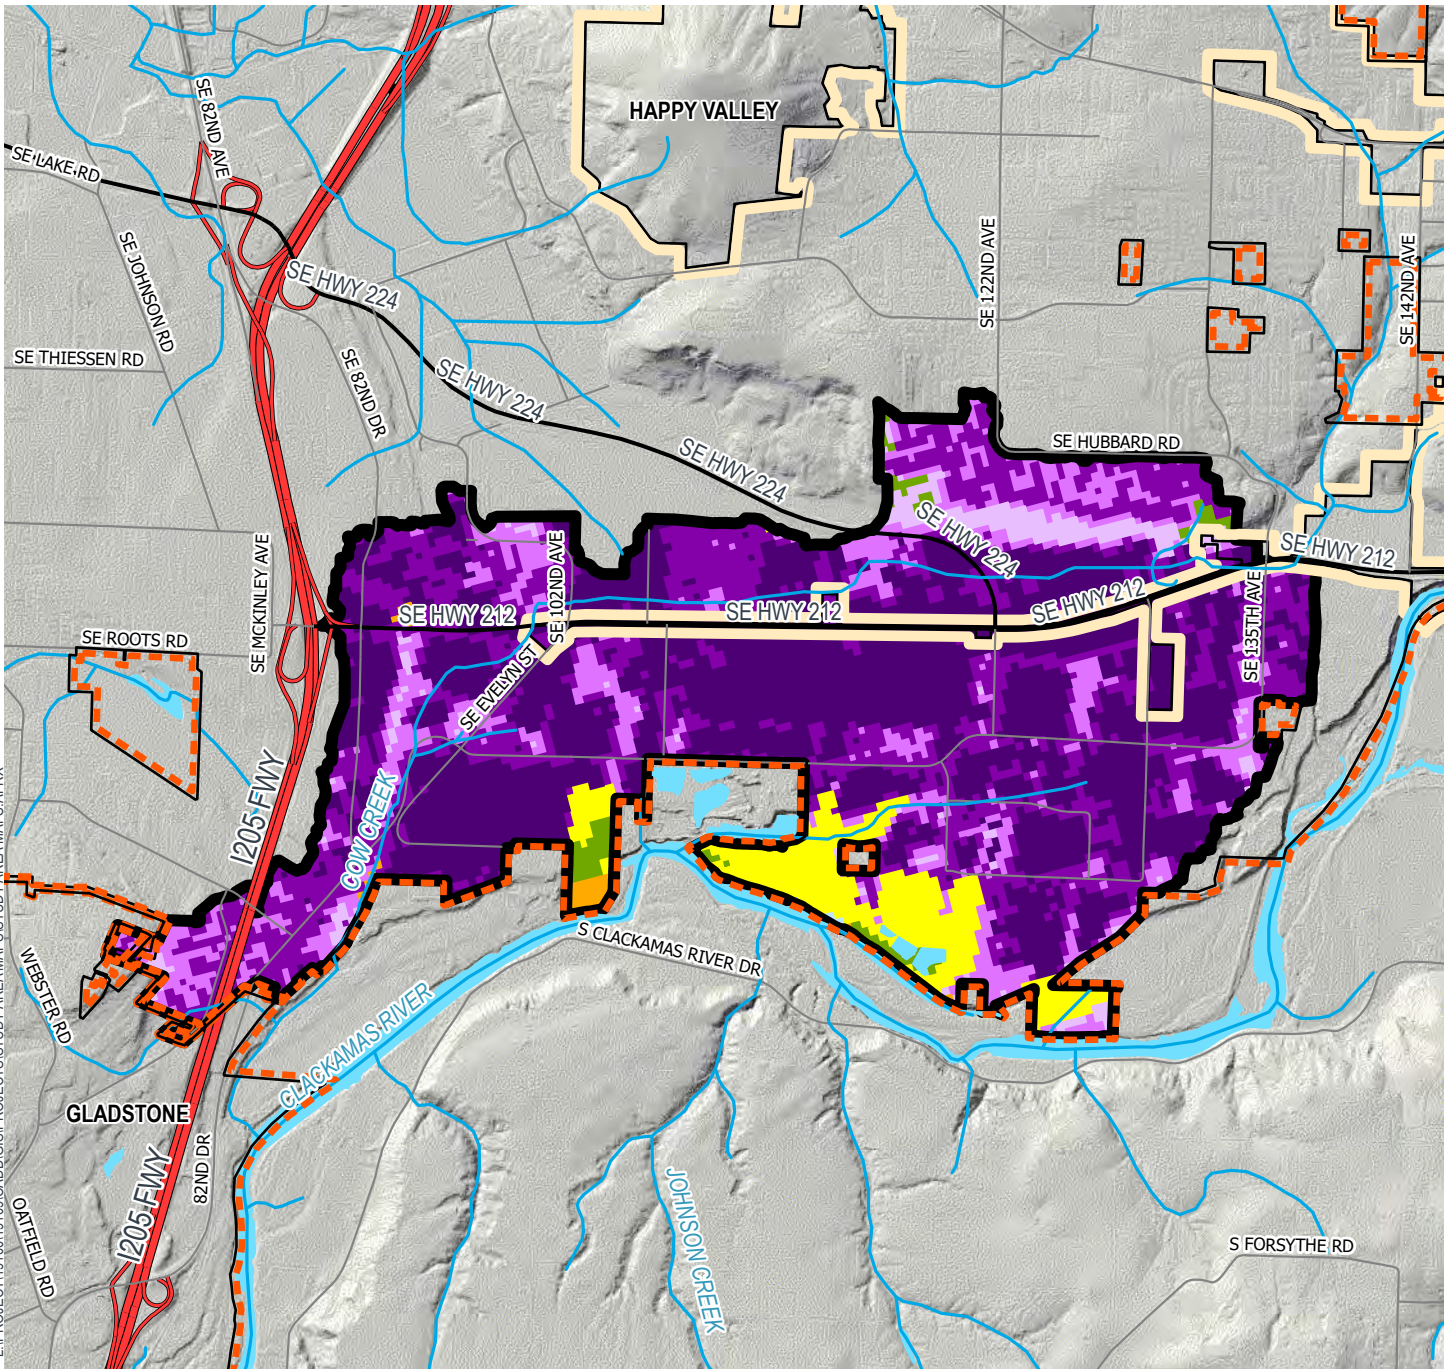 HAPPY VALLEY
SE 82ND AVE
SE LAKE RD
SE JOHNSON RD
SE HWY 224
SE 122ND AVE
SE 142ND AVE
SE THIESSEN RD
SE 82ND DR
SE HWY 224
SE HWY 224
SE HUBBARD RD
SE HWY 224
SE HWY 212
SE MCKINLEY AVE
SE 102ND AVE
SE HWY 212
SE HWY 212
SE HWY 212
SE 135TH AVE
SE ROOTS RD
SE EVELYN ST
I205 FWY
COW CREEK
S CLACKAMAS RIVER DR
WEBSTER RD
CLACKAMAS RIVER
GLADSTONE
82ND DR
I205 FWY
OATFIELD RD
JOHNSON CREEK
S FORSYTHE RD